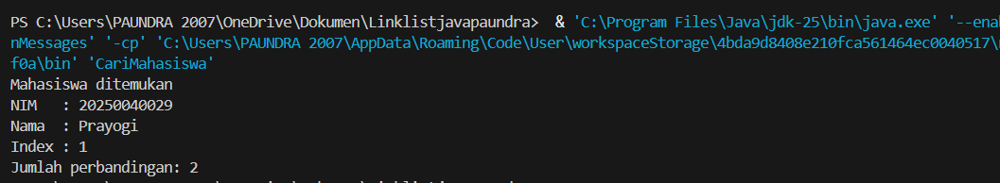 PS C:\Users\PAUNDRA 2007\OneDrive\Dokumen\Linklistjavapaundra>  & 'C:\Program Files\Java\jdk-25\bin\java.exe' '--enab
nMessages' '-cp' 'C:\Users\PAUNDRA 2007\AppData\Roaming\Code\User\workspaceStorage\4bda9d8408e210fca561464ec0040517\
f0a\bin' 'CariMahasiswa'
Mahasiswa ditemukan
NIM   : 20250040029
Nama  : Prayogi
Index : 1
Jumlah perbandingan: 2